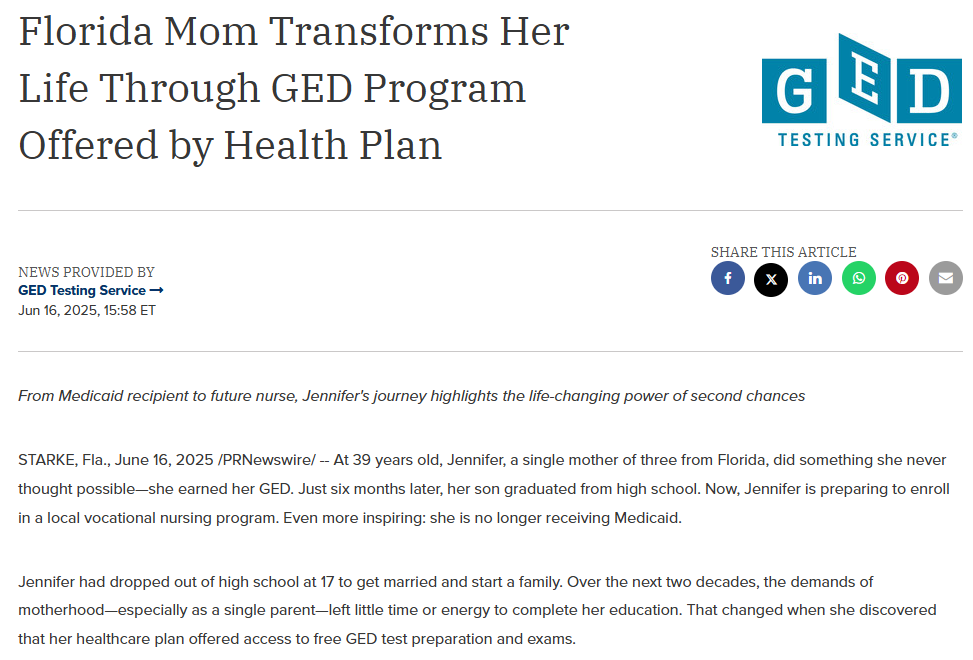 Florida Mom Transforms Her
Life Through GED Program
Offered by Health Plan
GED
TESTING SERVICE®
NEWS PROVIDED BY
GED Testing Service →
Jun 16, 2025, 15:58 ET
SHARE THIS ARTICLE
From Medicaid recipient to future nurse, Jennifer's journey highlights the life-changing power of second chances
STARKE, Fla., June 16, 2025 /PRNewswire/ -- At 39 years old, Jennifer, a single mother of three from Florida, did something she never
thought possible—she earned her GED. Just six months later, her son graduated from high school. Now, Jennifer is preparing to enroll
in a local vocational nursing program. Even more inspiring: she is no longer receiving Medicaid.
Jennifer had dropped out of high school at 17 to get married and start a family. Over the next two decades, the demands of
motherhood—especially as a single parent—left little time or energy to complete her education. That changed when she discovered
that her healthcare plan offered access to free GED test preparation and exams.